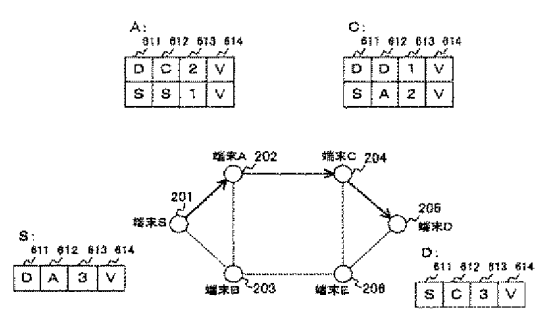 A:
611 612 613 614
D C 2 V
S S 1 V
C:
611 612 613 614
D D 1 V
S A 2 V
端末A 202
端末C 204
201
端末S
205
端末D
S:
611 612 613 614
D A 3 V
端末B 203
端末E 206
D:
611 612 613 614
S C 3 V